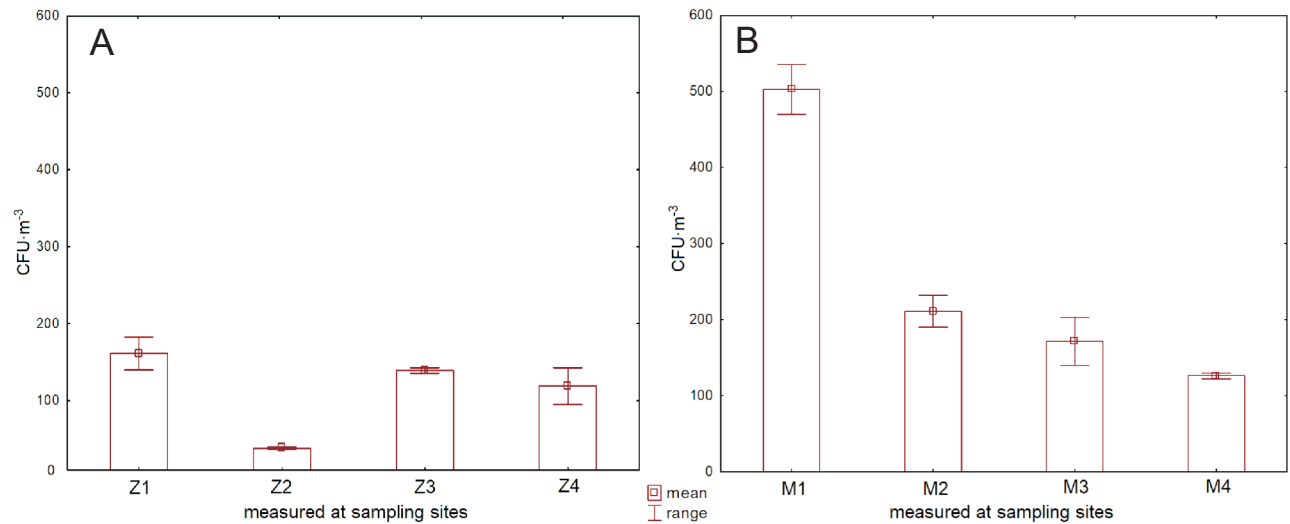 A
600
500
400
300
200
100
0
CFU·m⁻³
Z1 Z2 Z3 Z4
measured at sampling sites
B
600
500
400
300
200
100
0
CFU·m⁻³
M1 M2 M3 M4
measured at sampling sites
mean
range